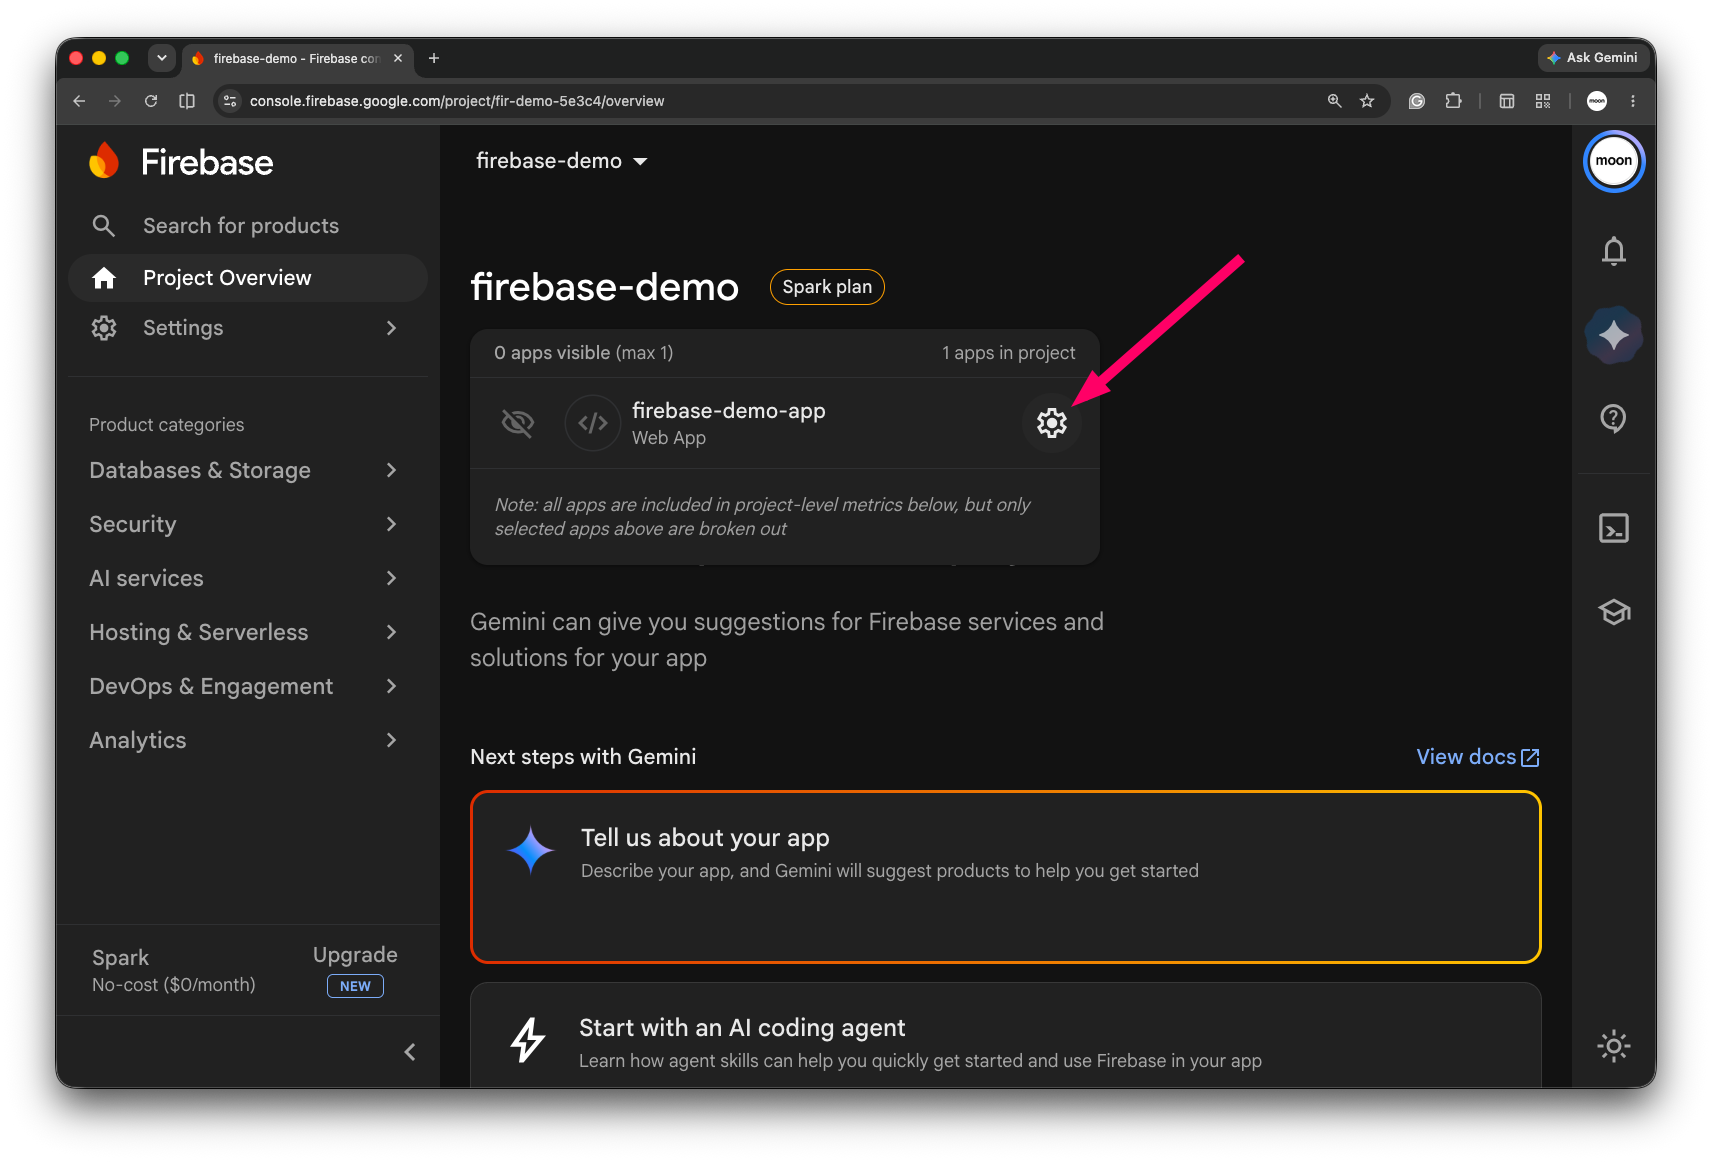 firebase-demo - Firebase con
Ask Gemini
console.firebase.google.com/project/fir-demo-5e3c4/overview
moon
Firebase
Search for products
Project Overview
Settings
Product categories
Databases & Storage
Security
AI services
Hosting & Serverless
DevOps & Engagement
Analytics
Spark
No-cost ($0/month)
Upgrade
NEW
firebase-demo
firebase-demo
Spark plan
0 apps visible (max 1)
1 apps in project
firebase-demo-app
Web App
Note: all apps are included in project-level metrics below, but only
selected apps above are broken out
Gemini can give you suggestions for Firebase services and
solutions for your app
Next steps with Gemini
View docs
Tell us about your app
Describe your app, and Gemini will suggest products to help you get started
Start with an AI coding agent
Learn how agent skills can help you quickly get started and use Firebase in your app
moon